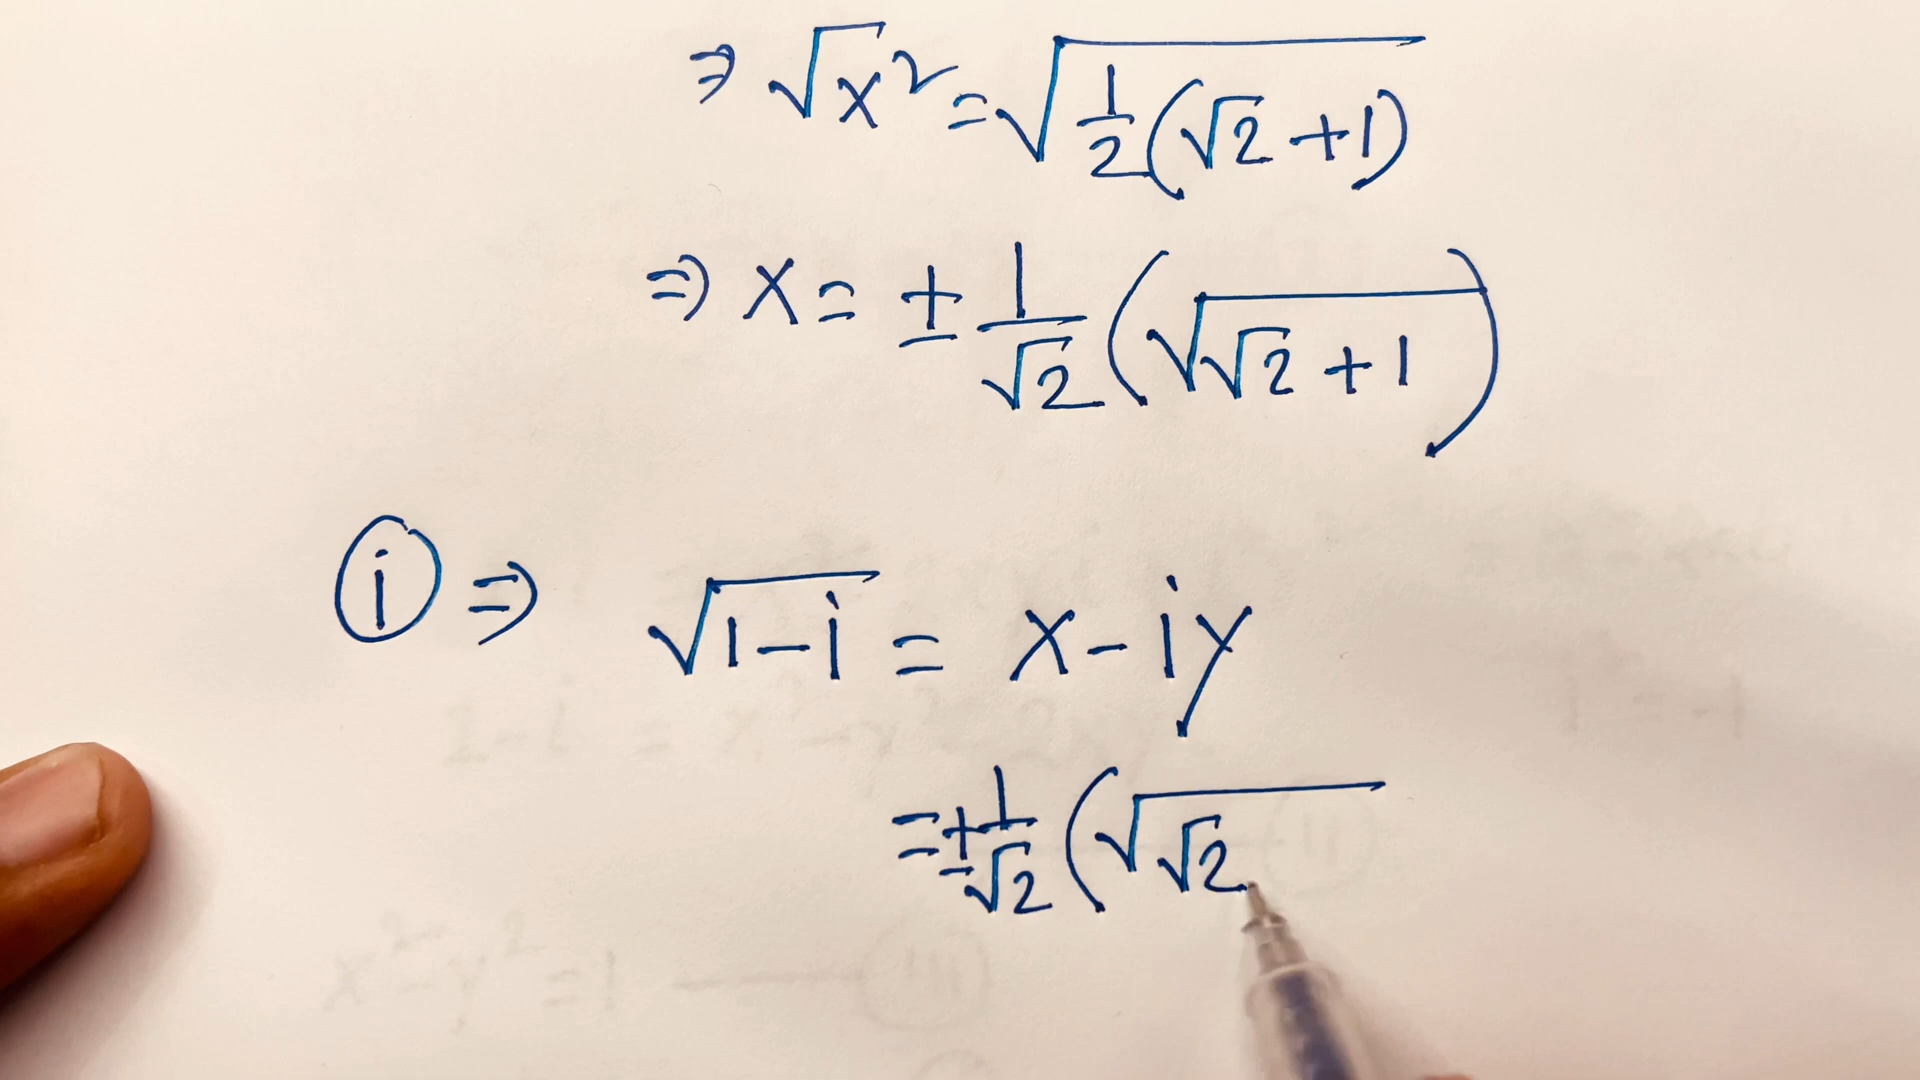 ⇒ √x² = √(1/2(√2 + 1))
⇒ x = ± 1/√2 (√(√2 + 1))
ⓘ ⇒ √(1-i) = x - iy
= ± 1/√2 (√(√2